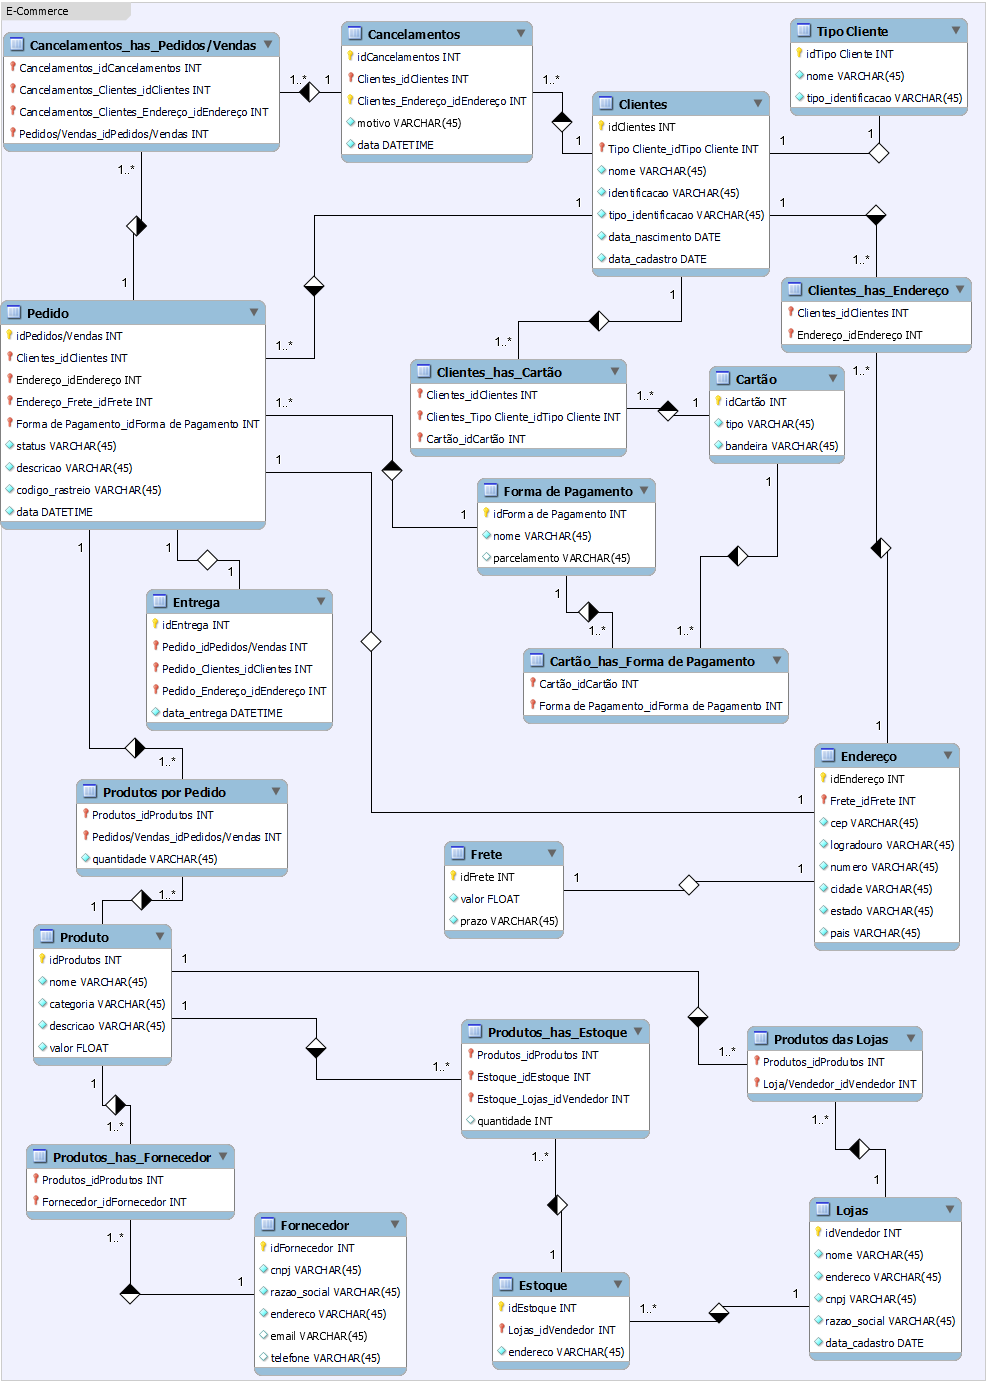 E-Commerce
Cancelamentos_has_Pedidos/Vendas
Cancelamentos_idCancelamentos INT
Cancelamentos_Clientes_idClientes INT
Cancelamentos_Clientes_Endereço_idEndereço INT
Pedidos/Vendas_idPedidos/Vendas INT
1..*
1
Cancelamentos
idCancelamentos INT
Clientes_idClientes INT
Clientes_Endereço_idEndereço INT
motivo VARCHAR(45)
data DATETIME
1..*
1
Tipo Cliente
idTipo Cliente INT
nome VARCHAR(45)
tipo_identificacao VARCHAR(45)
1
1
Clientes
idClientes INT
Tipo Cliente_idTipo Cliente INT
nome VARCHAR(45)
identificacao VARCHAR(45)
tipo_identificacao VARCHAR(45)
data_nascimento DATE
data_cadastro DATE
1..*
1
1
1..*
1
1..*
Clientes_has_Endereço
Clientes_idClientes INT
Endereço_idEndereço INT
1..*
1
Pedido
idPedidos/Vendas INT
Clientes_idClientes INT
Endereço_idEndereço INT
Endereço_Frete_idFrete INT
Forma de Pagamento_idForma de Pagamento INT
status VARCHAR(45)
descricao VARCHAR(45)
codigo_rastreio VARCHAR(45)
data DATETIME
1
1..*
Clientes_has_Cartão
Clientes_idClientes INT
Clientes_Tipo Cliente_idTipo Cliente INT
Cartão_idCartão INT
1..*
1
Cartão
idCartão INT
tipo VARCHAR(45)
bandeira VARCHAR(45)
1
1..*
1..*
1
1
1
Forma de Pagamento
idForma de Pagamento INT
nome VARCHAR(45)
parcelamento VARCHAR(45)
1
1..*
Cartão_has_Forma de Pagamento
Cartão_idCartão INT
Forma de Pagamento_idForma de Pagamento INT
1
1
Entrega
idEntrega INT
Pedido_idPedidos/Vendas INT
Pedido_Clientes_idClientes INT
Pedido_Endereço_idEndereço INT
data_entrega DATETIME
1
1..*
Produtos por Pedido
Produtos_idProdutos INT
Pedidos/Vendas_idPedidos/Vendas INT
quantidade VARCHAR(45)
1..*
1
Endereço
idEndereço INT
Frete_idFrete INT
cep VARCHAR(45)
logradouro VARCHAR(45)
numero VARCHAR(45)
cidade VARCHAR(45)
estado VARCHAR(45)
pais VARCHAR(45)
Frete
idFrete INT
valor FLOAT
prazo VARCHAR(45)
1
1
Produto
idProdutos INT
nome VARCHAR(45)
categoria VARCHAR(45)
descricao VARCHAR(45)
valor FLOAT
1
1..*
1
1..*
Produtos_has_Estoque
Produtos_idProdutos INT
Estoque_idEstoque INT
Estoque_Lojas_idVendedor INT
quantidade INT
Produtos das Lojas
Produtos_idProdutos INT
Loja/Vendedor_idVendedor INT
1
1..*
Produtos_has_Fornecedor
Produtos_idProdutos INT
Fornecedor_idFornecedor INT
1..*
1
Fornecedor
idFornecedor INT
cnpj VARCHAR(45)
razao_social VARCHAR(45)
endereco VARCHAR(45)
email VARCHAR(45)
telefone VARCHAR(45)
1..*
1
Estoque
idEstoque INT
Lojas_idVendedor INT
endereco VARCHAR(45)
1..*
1
1..*
1
Lojas
idVendedor INT
nome VARCHAR(45)
endereco VARCHAR(45)
cnpj VARCHAR(45)
razao_social VARCHAR(45)
data_cadastro DATE